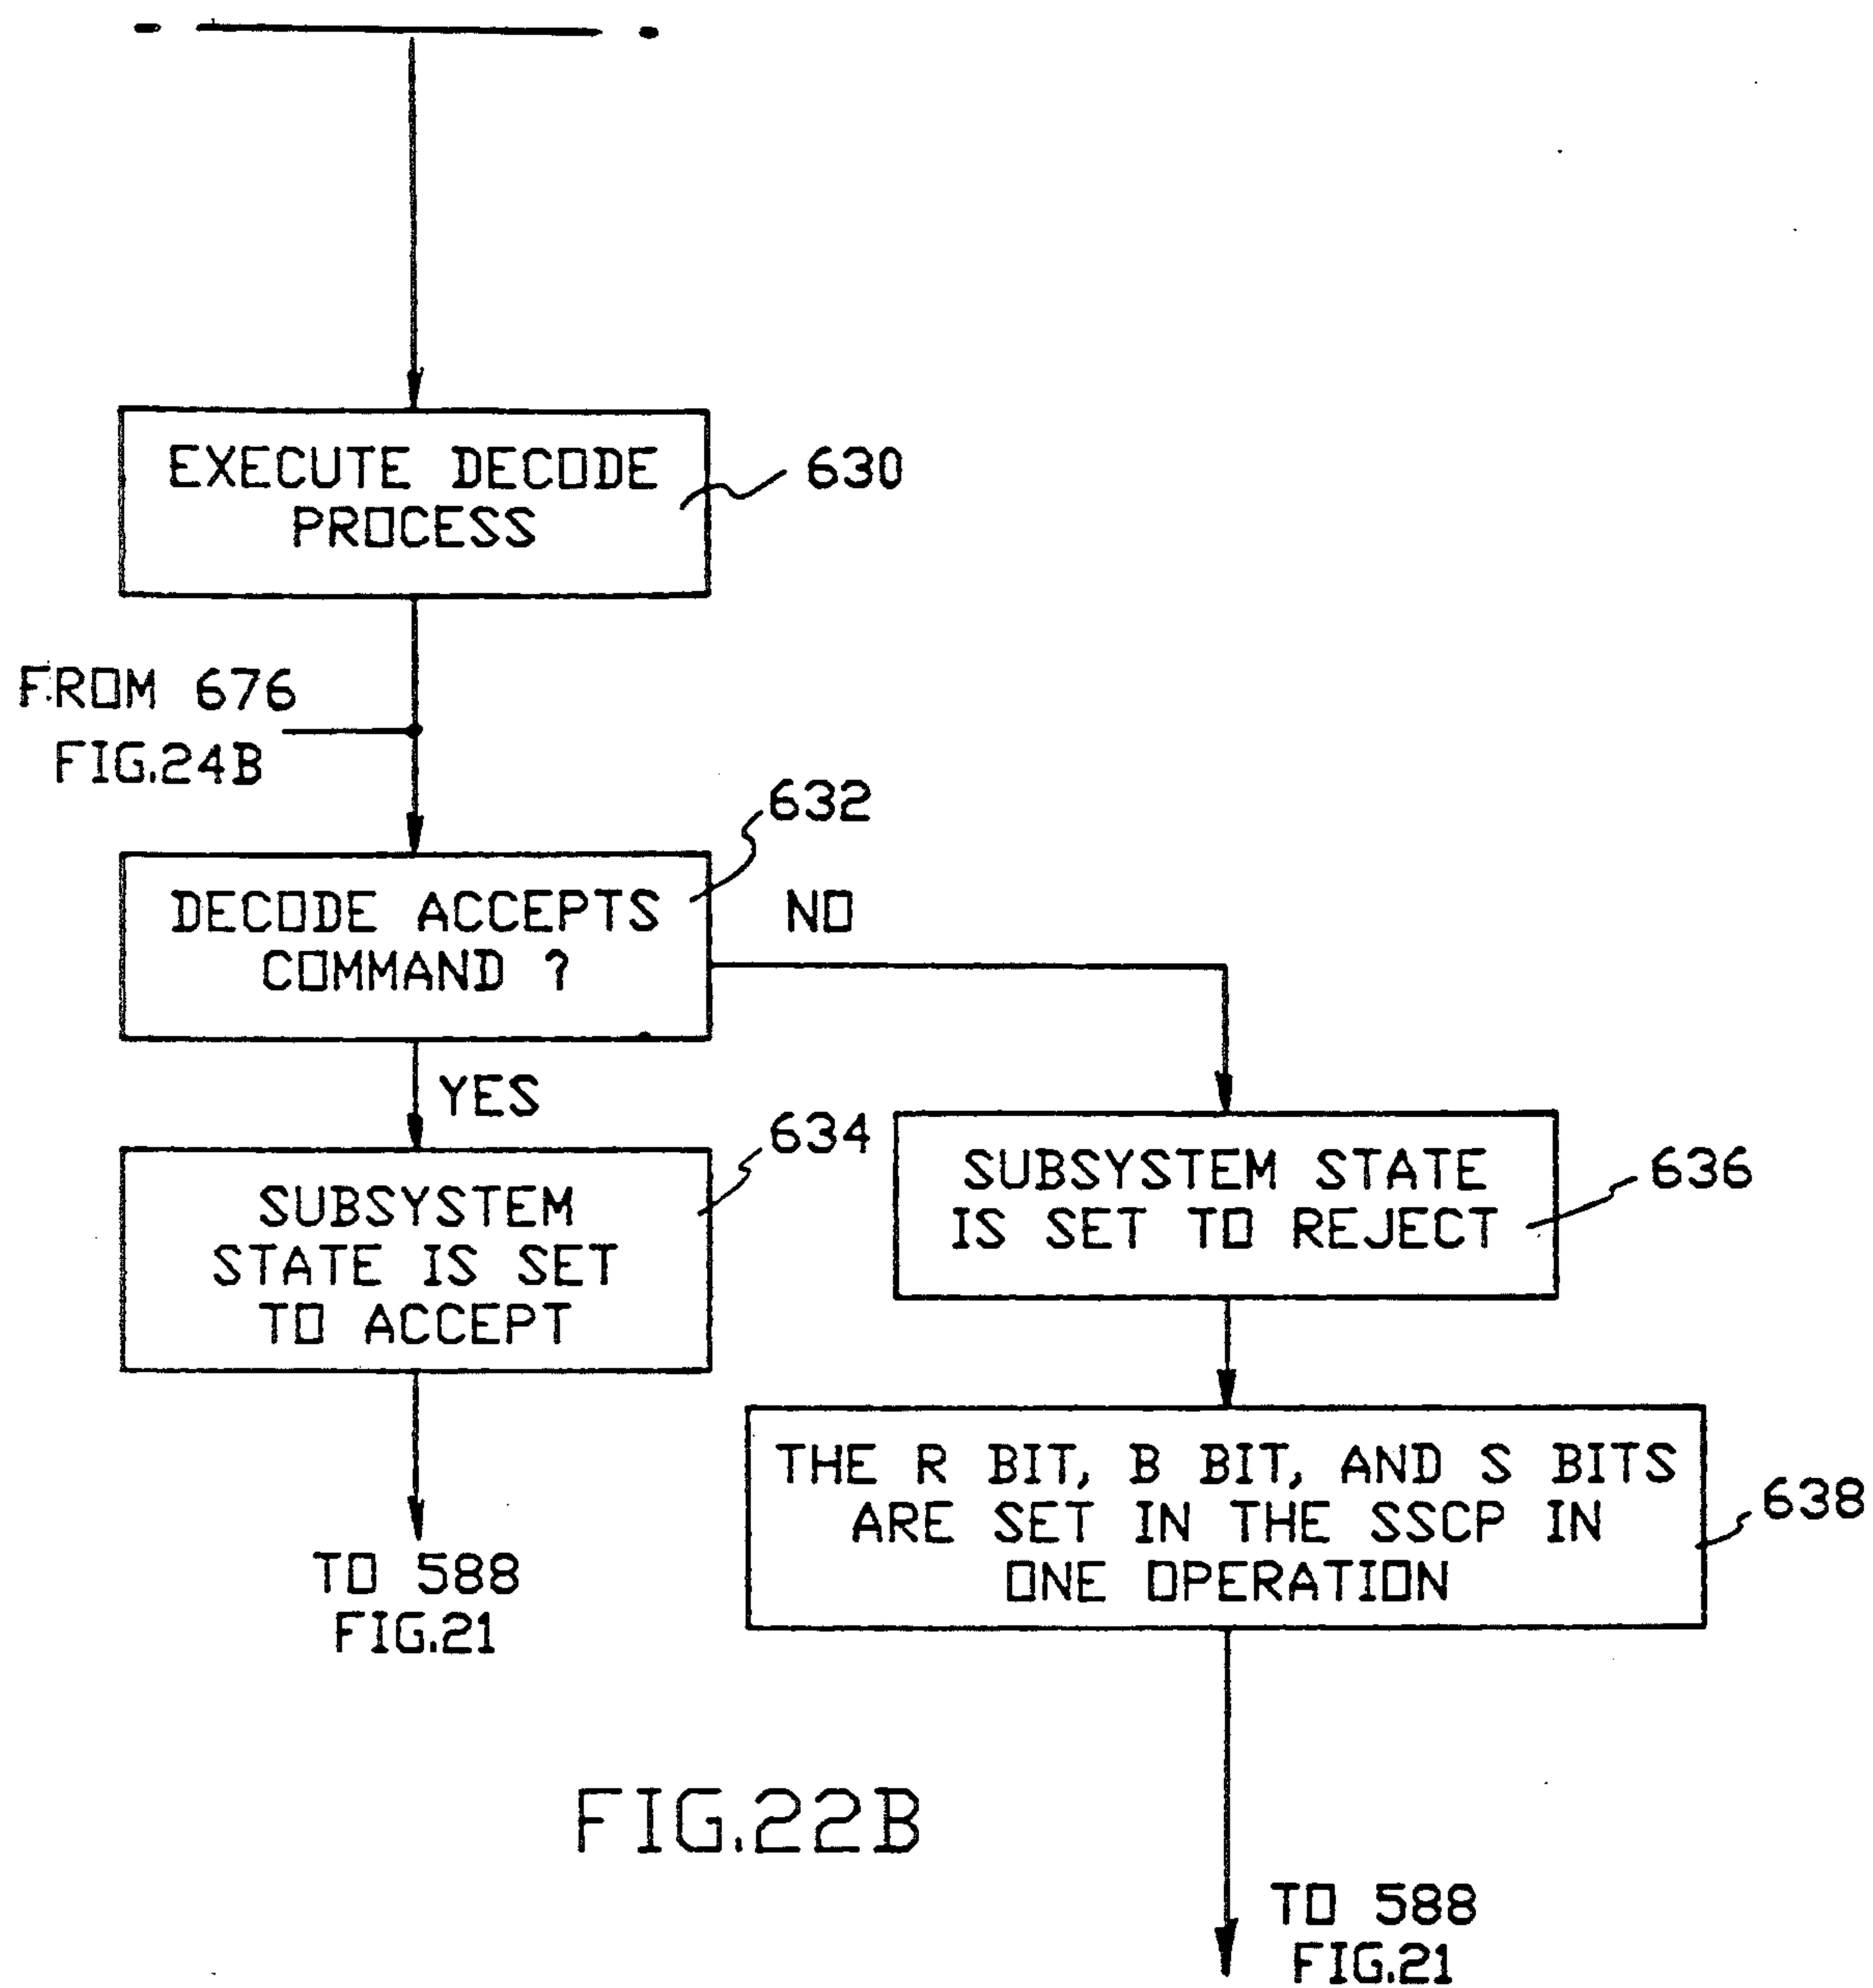 EXECUTE DECODE
PROCESS
630
FROM 676
FIG.24B
632
DECODE ACCEPTS
COMMAND ?
NO
YES
634
SUBSYSTEM
STATE IS SET
TO ACCEPT
SUBSYSTEM STATE
IS SET TO REJECT
636
THE R BIT, B BIT, AND S BITS
ARE SET IN THE SSCP IN
ONE OPERATION
638
TO 588
FIG.21
FIG.22B
TO 588
FIG.21